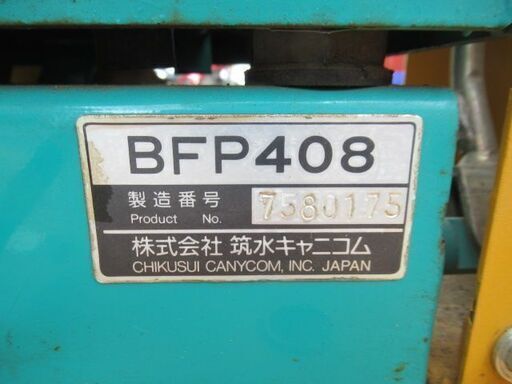 BFP408
製造番号 7580175
Product No.
株式会社 筑水キャニコム
CHIKUSUI CANYCOM, INC. JAPAN